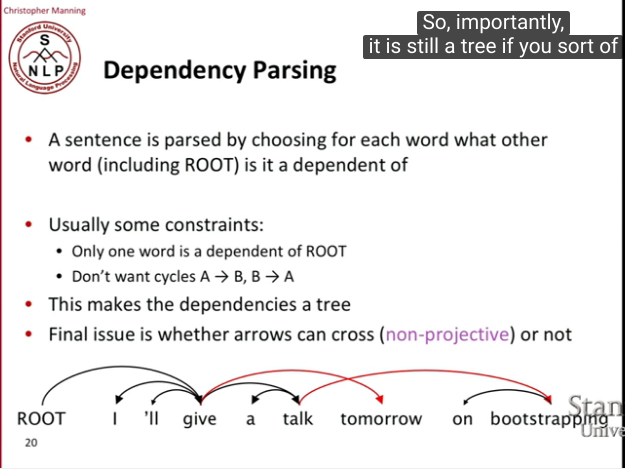 Christopher Manning
So, importantly,
it is still a tree if you sort of
Stanford University
S
NLP
Natural Language Processing
Dependency Parsing
• A sentence is parsed by choosing for each word what other
word (including ROOT) is it a dependent of
• Usually some constraints:
• Only one word is a dependent of ROOT
• Don't want cycles A → B, B → A
• This makes the dependencies a tree
• Final issue is whether arrows can cross (non-projective) or not
ROOT I 'll give a talk tomorrow on bootstrapping
Stan
Unive
20